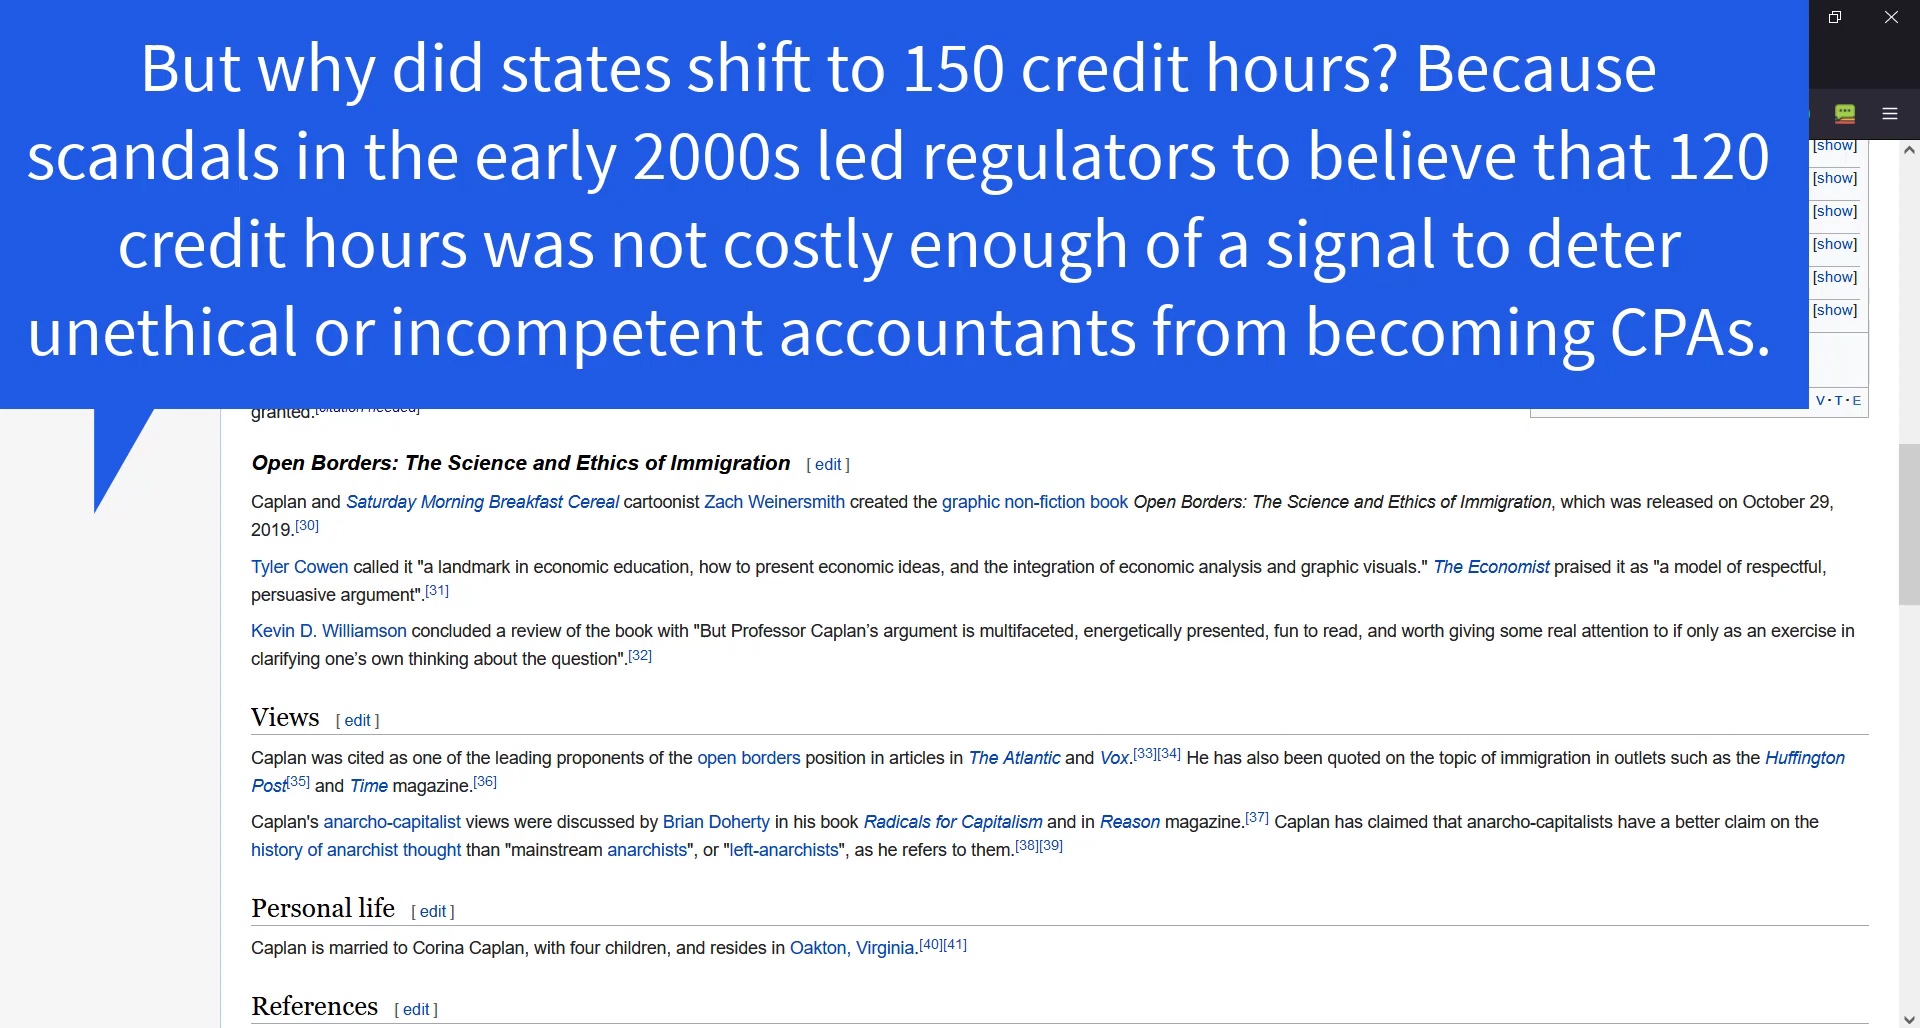 But why did states shift to 150 credit hours? Because
scandals in the early 2000s led regulators to believe that 120
credit hours was not costly enough of a signal to deter
unethical or incompetent accountants from becoming CPAs.
[show]
[show]
[show]
[show]
[show]
[show]
V · T · E
granted.[citation needed]
Open Borders: The Science and Ethics of Immigration [ edit ]
Caplan and Saturday Morning Breakfast Cereal cartoonist Zach Weinersmith created the graphic non-fiction book Open Borders: The Science and Ethics of Immigration, which was released on October 29,
2019.[30]
Tyler Cowen called it "a landmark in economic education, how to present economic ideas, and the integration of economic analysis and graphic visuals." The Economist praised it as "a model of respectful,
persuasive argument".[31]
Kevin D. Williamson concluded a review of the book with "But Professor Caplan’s argument is multifaceted, energetically presented, fun to read, and worth giving some real attention to if only as an exercise in
clarifying one’s own thinking about the question".[32]
Views [ edit ]
Caplan was cited as one of the leading proponents of the open borders position in articles in The Atlantic and Vox.[33][34] He has also been quoted on the topic of immigration in outlets such as the Huffington
Post[35] and Time magazine.[36]
Caplan's anarcho-capitalist views were discussed by Brian Doherty in his book Radicals for Capitalism and in Reason magazine.[37] Caplan has claimed that anarcho-capitalists have a better claim on the
history of anarchist thought than "mainstream anarchists", or "left-anarchists", as he refers to them.[38][39]
Personal life [ edit ]
Caplan is married to Corina Caplan, with four children, and resides in Oakton, Virginia.[40][41]
References [ edit ]